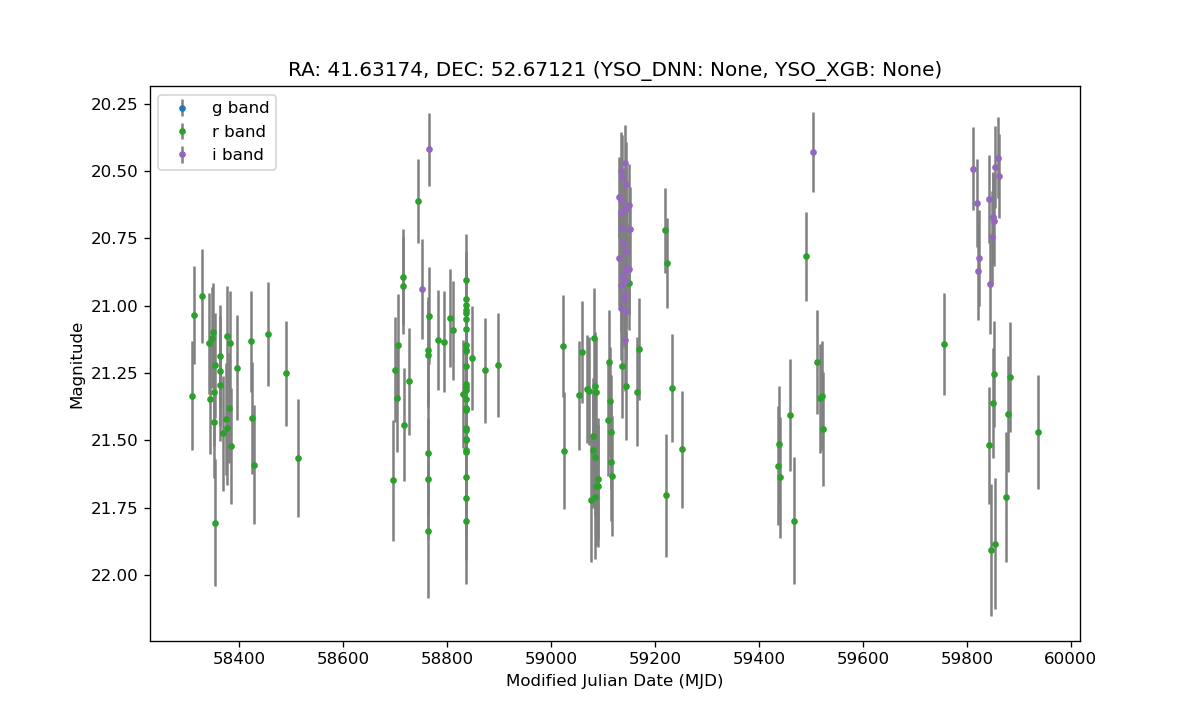 RA: 41.63174, DEC: 52.67121 (YSO_DNN: None, YSO_XGB: None)
g band
r band
i band
20.25
20.50
20.75
21.00
21.25
21.50
21.75
22.00
Magnitude
58400 58600 58800 59000 59200 59400 59600 59800 60000
Modified Julian Date (MJD)